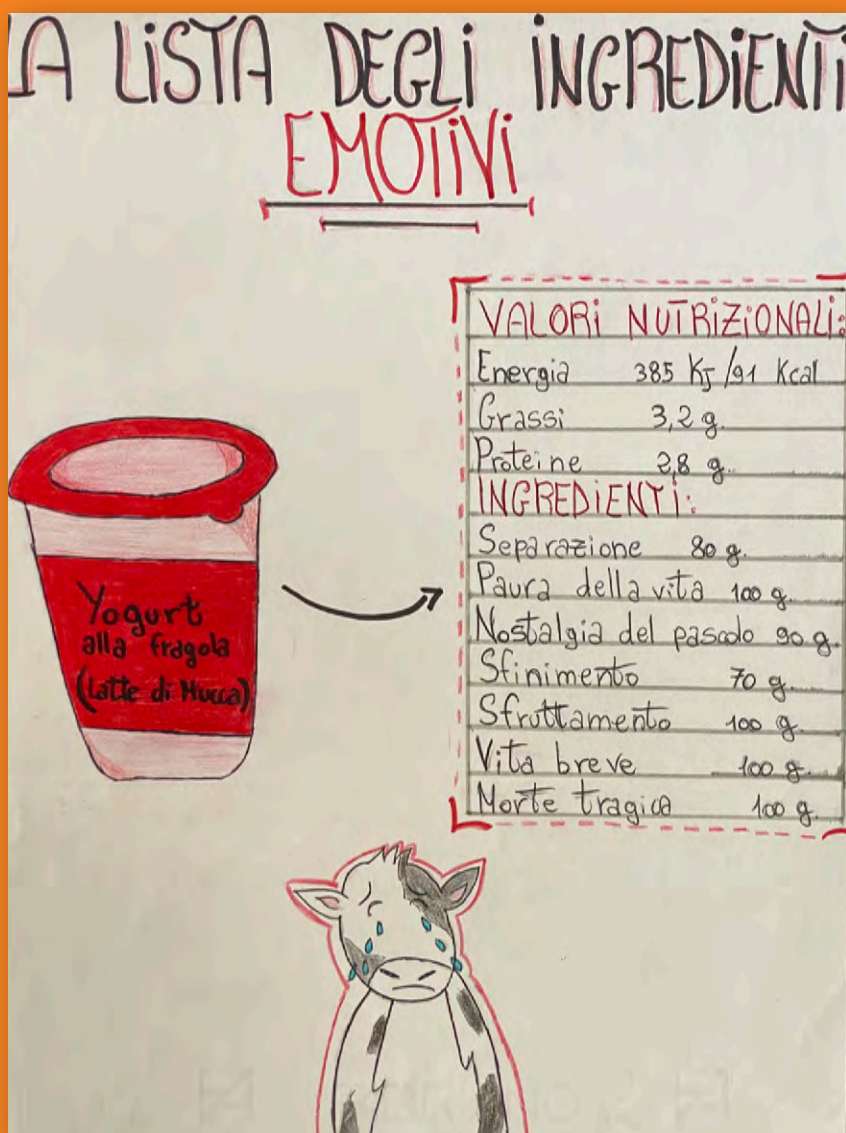 LA LiSTA DEGLi iNGREDiENTi
EMOTiVi
VALORi NUTRiZiONALi:
Energia 385 KJ/91 Kcal
Grassi 3,2 g.
Proteine 2,8 g.
INGREDiENTi:
Separazione 80 g.
Paura della vita 100 g.
Nostalgia del pascolo 90 g.
Sfinimento 70 g.
Sfruttamento 100 g.
Vita breve 100 g.
Morte tragica 100 g.
Yogurt
alla fragola
(Latte di Mucca)